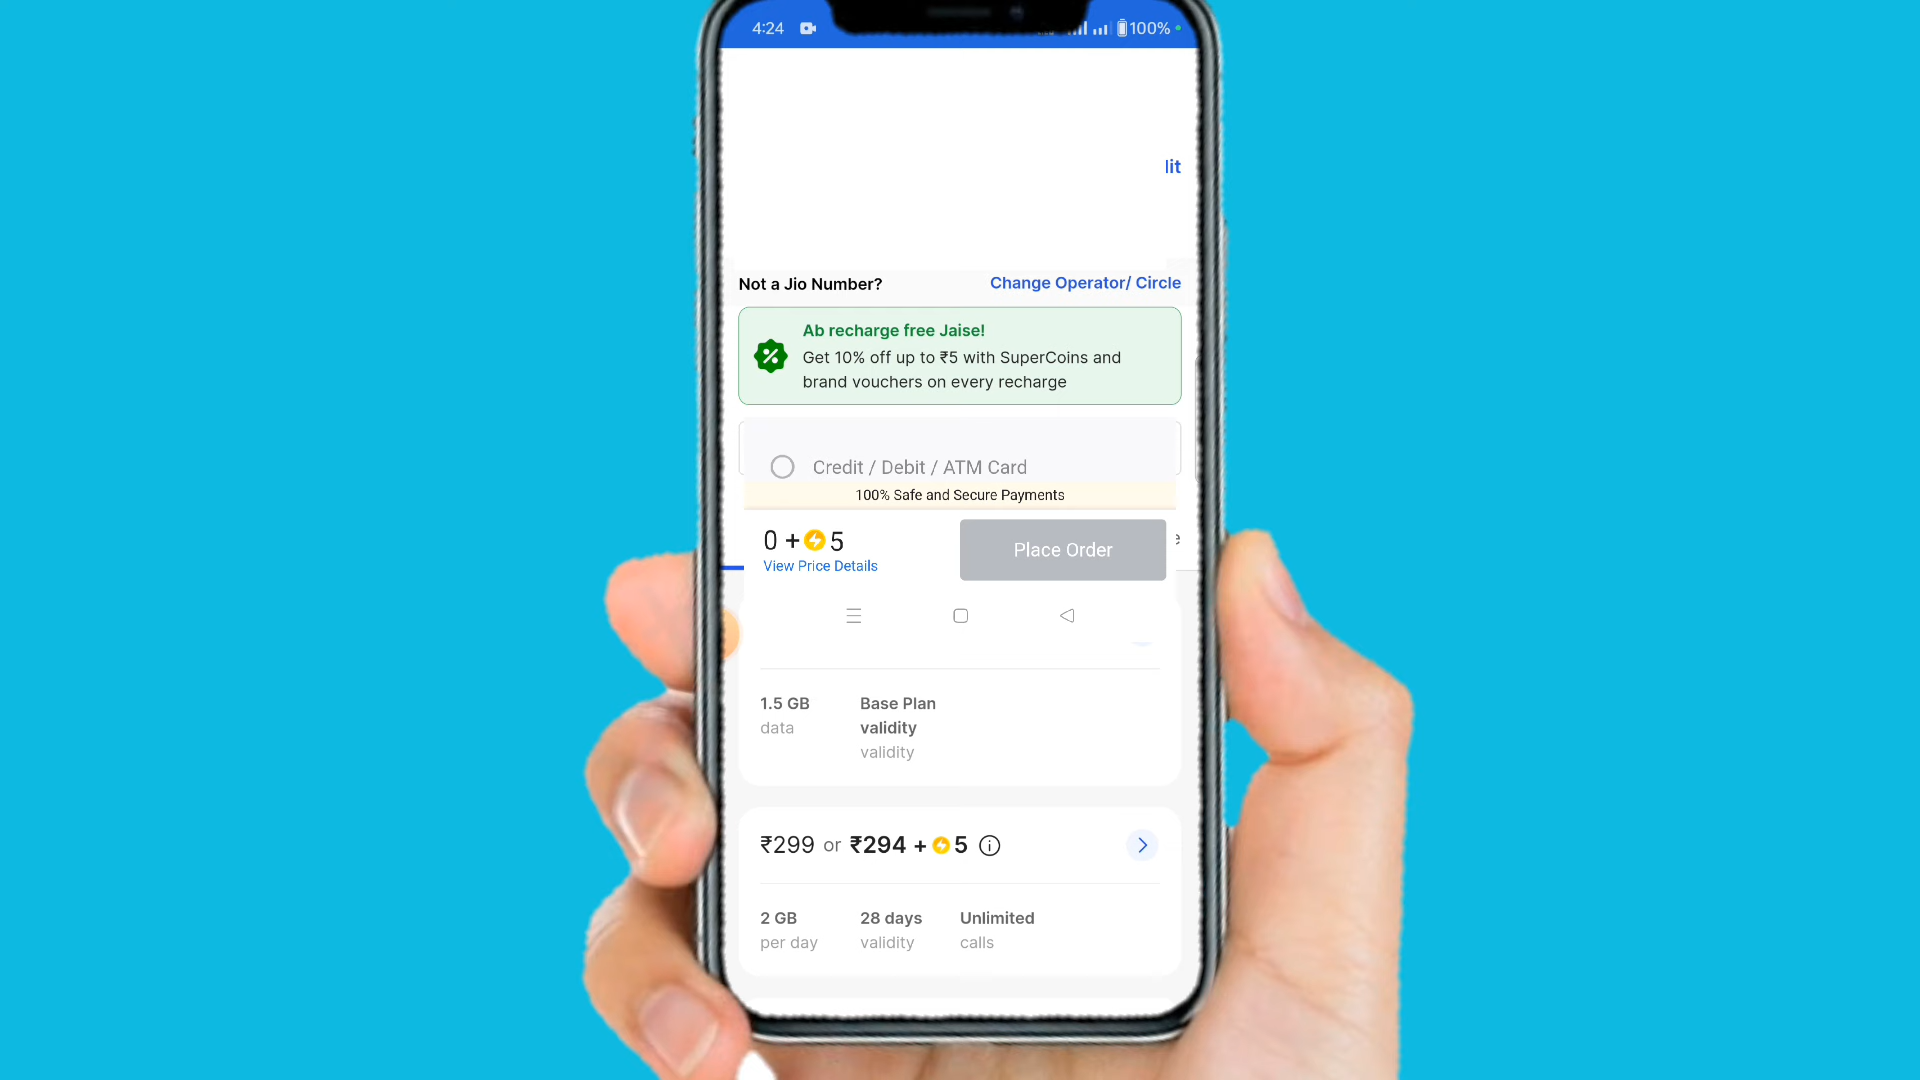 4:24
100%
lit
Not a Jio Number?
Change Operator/ Circle
Ab recharge free Jaise!
Get 10% off up to ₹5 with SuperCoins and
brand vouchers on every recharge
Credit / Debit / ATM Card
100% Safe and Secure Payments
0 + 5
Place Order
e
View Price Details
1.5 GB
data
Base Plan
validity
validity
₹299 or ₹294 + 5
2 GB
per day
28 days
validity
Unlimited
calls